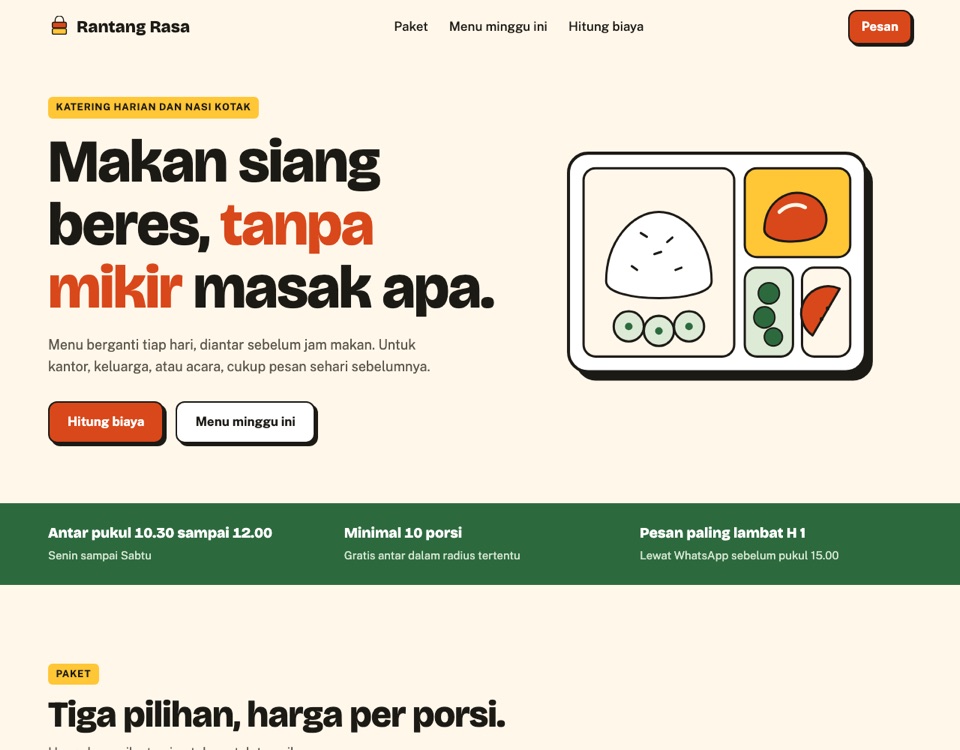 Rantang Rasa
Paket
Menu minggu ini
Hitung biaya
Pesan
KATERING HARIAN DAN NASI KOTAK
Makan siang
beres, tanpa
mikir masak apa.
Menu berganti tiap hari, diantar sebelum jam makan. Untuk
kantor, keluarga, atau acara, cukup pesan sehari sebelumnya.
Hitung biaya
Menu minggu ini
Antar pukul 10.30 sampai 12.00
Senin sampai Sabtu
Minimal 10 porsi
Gratis antar dalam radius tertentu
Pesan paling lambat H 1
Lewat WhatsApp sebelum pukul 15.00
PAKET
Tiga pilihan, harga per porsi.